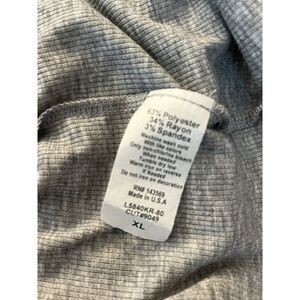 63% Polyester
34% Rayon
3% Spandex
Machine wash cold
With like colors
Only non-chlorine bleach
When needed
Tumble dry low
Warm iron on reverse
If Needed
Do not iron on decoration
RN# 143569
Made in U.S.A
L5840KR-80
CUT#9049
XL